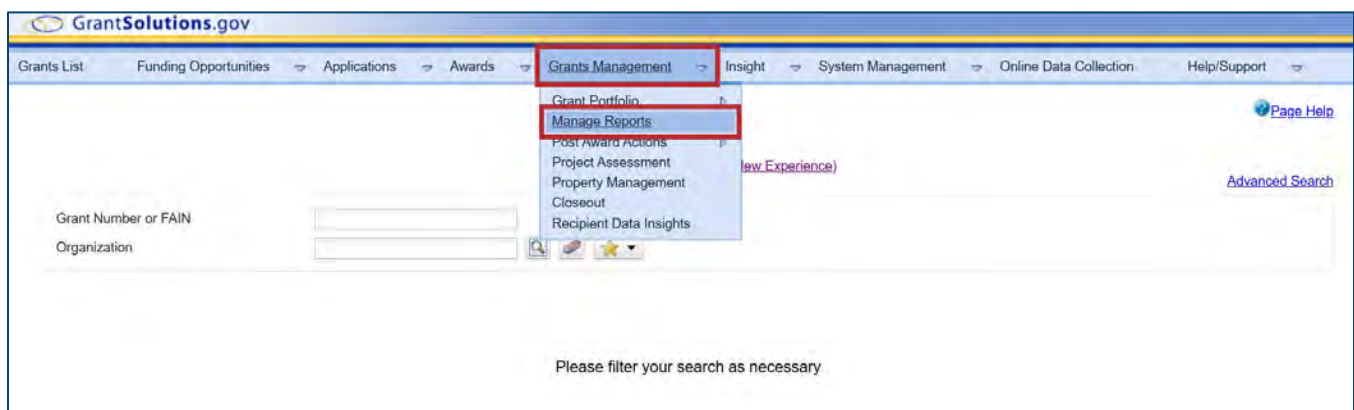 GrantSolutions.gov
Grants List Funding Opportunities Applications Awards Grants Management Insight System Management Online Data Collection Help/Support
Grant Portfolio
Page Help
Manage Reports
Post Award Actions
Project Assessment
ew Experience)
Property Management
Advanced Search
Closeout
Grant Number or FAIN
Recipient Data Insights
Organization
Please filter your search as necessary